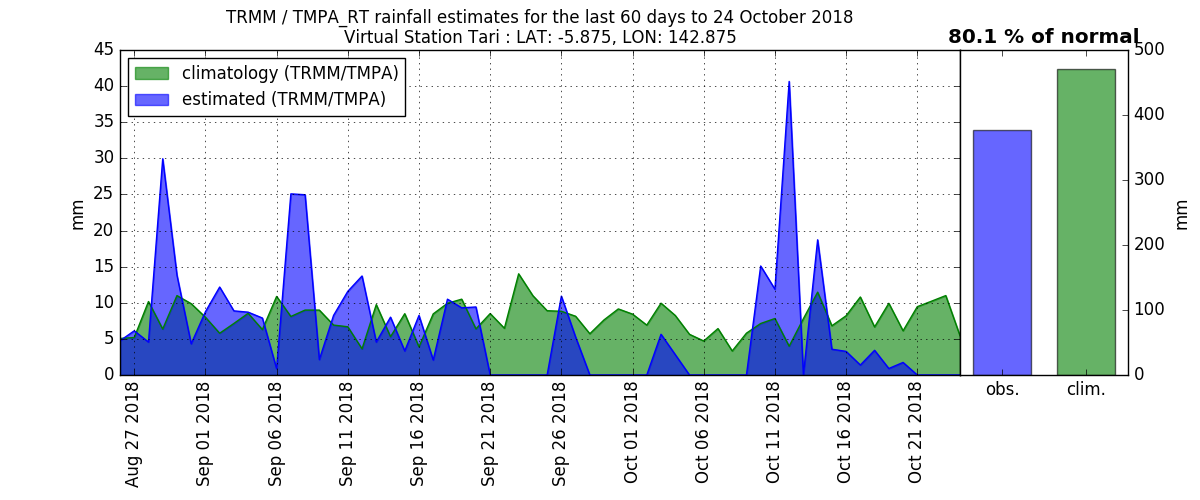 TRMM / TMPA_RT rainfall estimates for the last 60 days to 24 October 2018
Virtual Station Tari : LAT: -5.875, LON: 142.875
80.1 % of normal
climatology (TRMM/TMPA)
estimated (TRMM/TMPA)
mm
45
40
35
30
25
20
15
10
5
0
Aug 27 2018
Sep 01 2018
Sep 06 2018
Sep 11 2018
Sep 16 2018
Sep 21 2018
Sep 26 2018
Oct 01 2018
Oct 06 2018
Oct 11 2018
Oct 16 2018
Oct 21 2018
obs.
clim.
500
400
300
200
100
0
mm